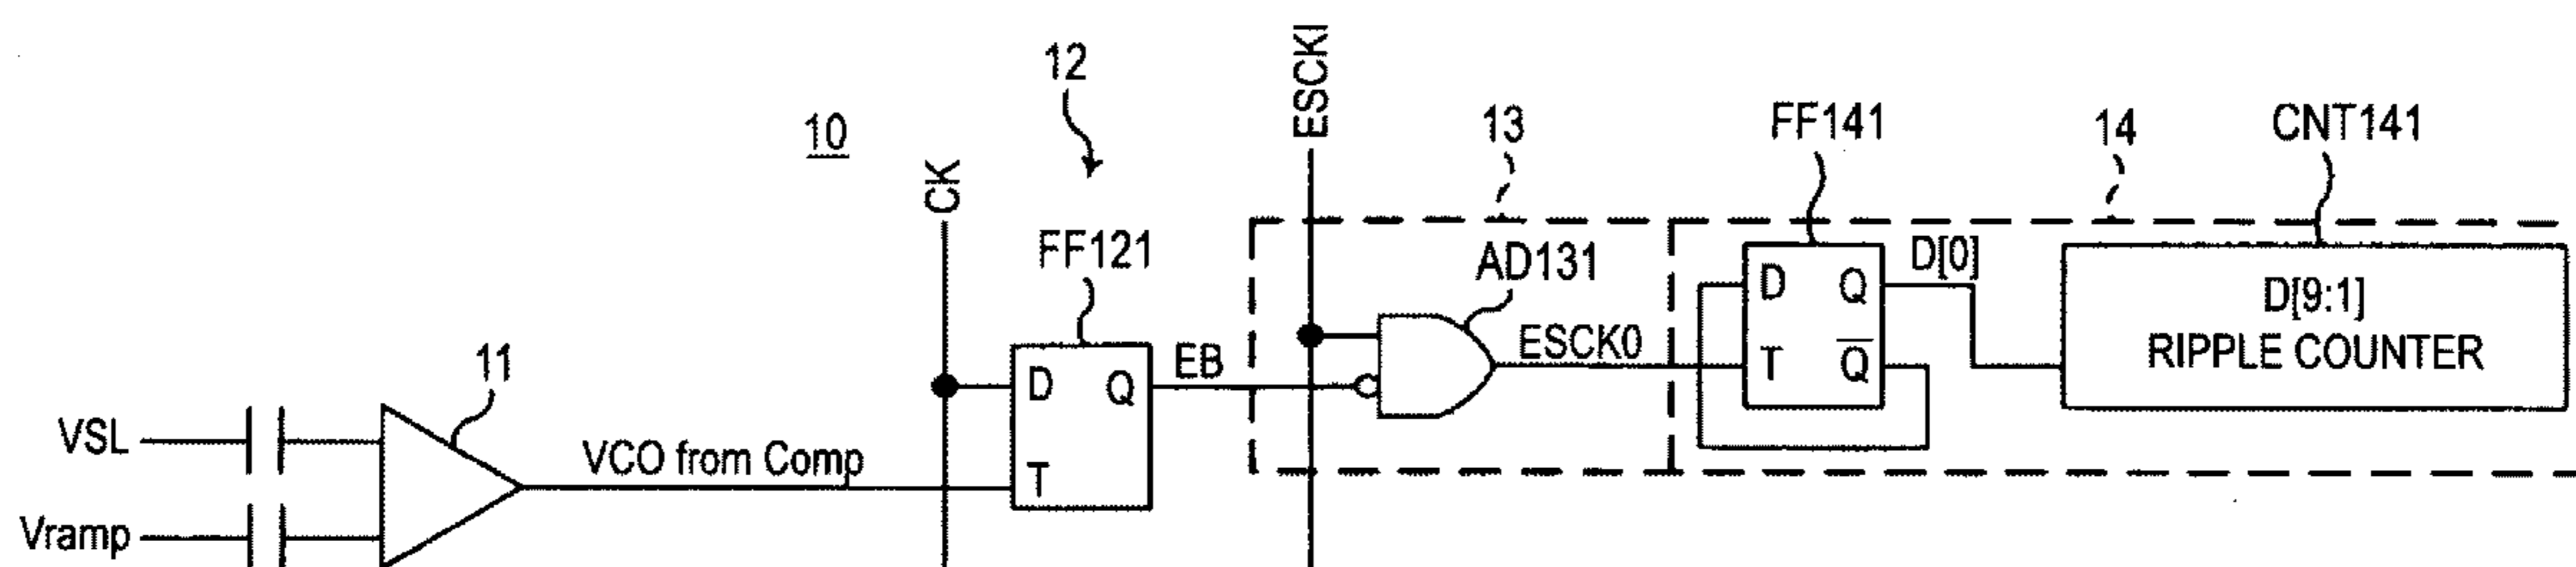 12
ESCKI
10
CK
13
FF141
14
CNT141
FF121
AD131
D Q
T
EB
ESCK0
D Q
T Q
D[0]
D[9:1]
RIPPLE COUNTER
11
VSL
Vramp
VCO from Comp